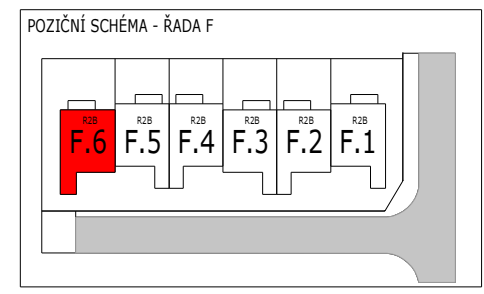 POZIČNÍ SCHÉMA - ŘADA F
R2B R2B R2B R2B R2B R2B
F.6 F.5 F.4 F.3 F.2 F.1